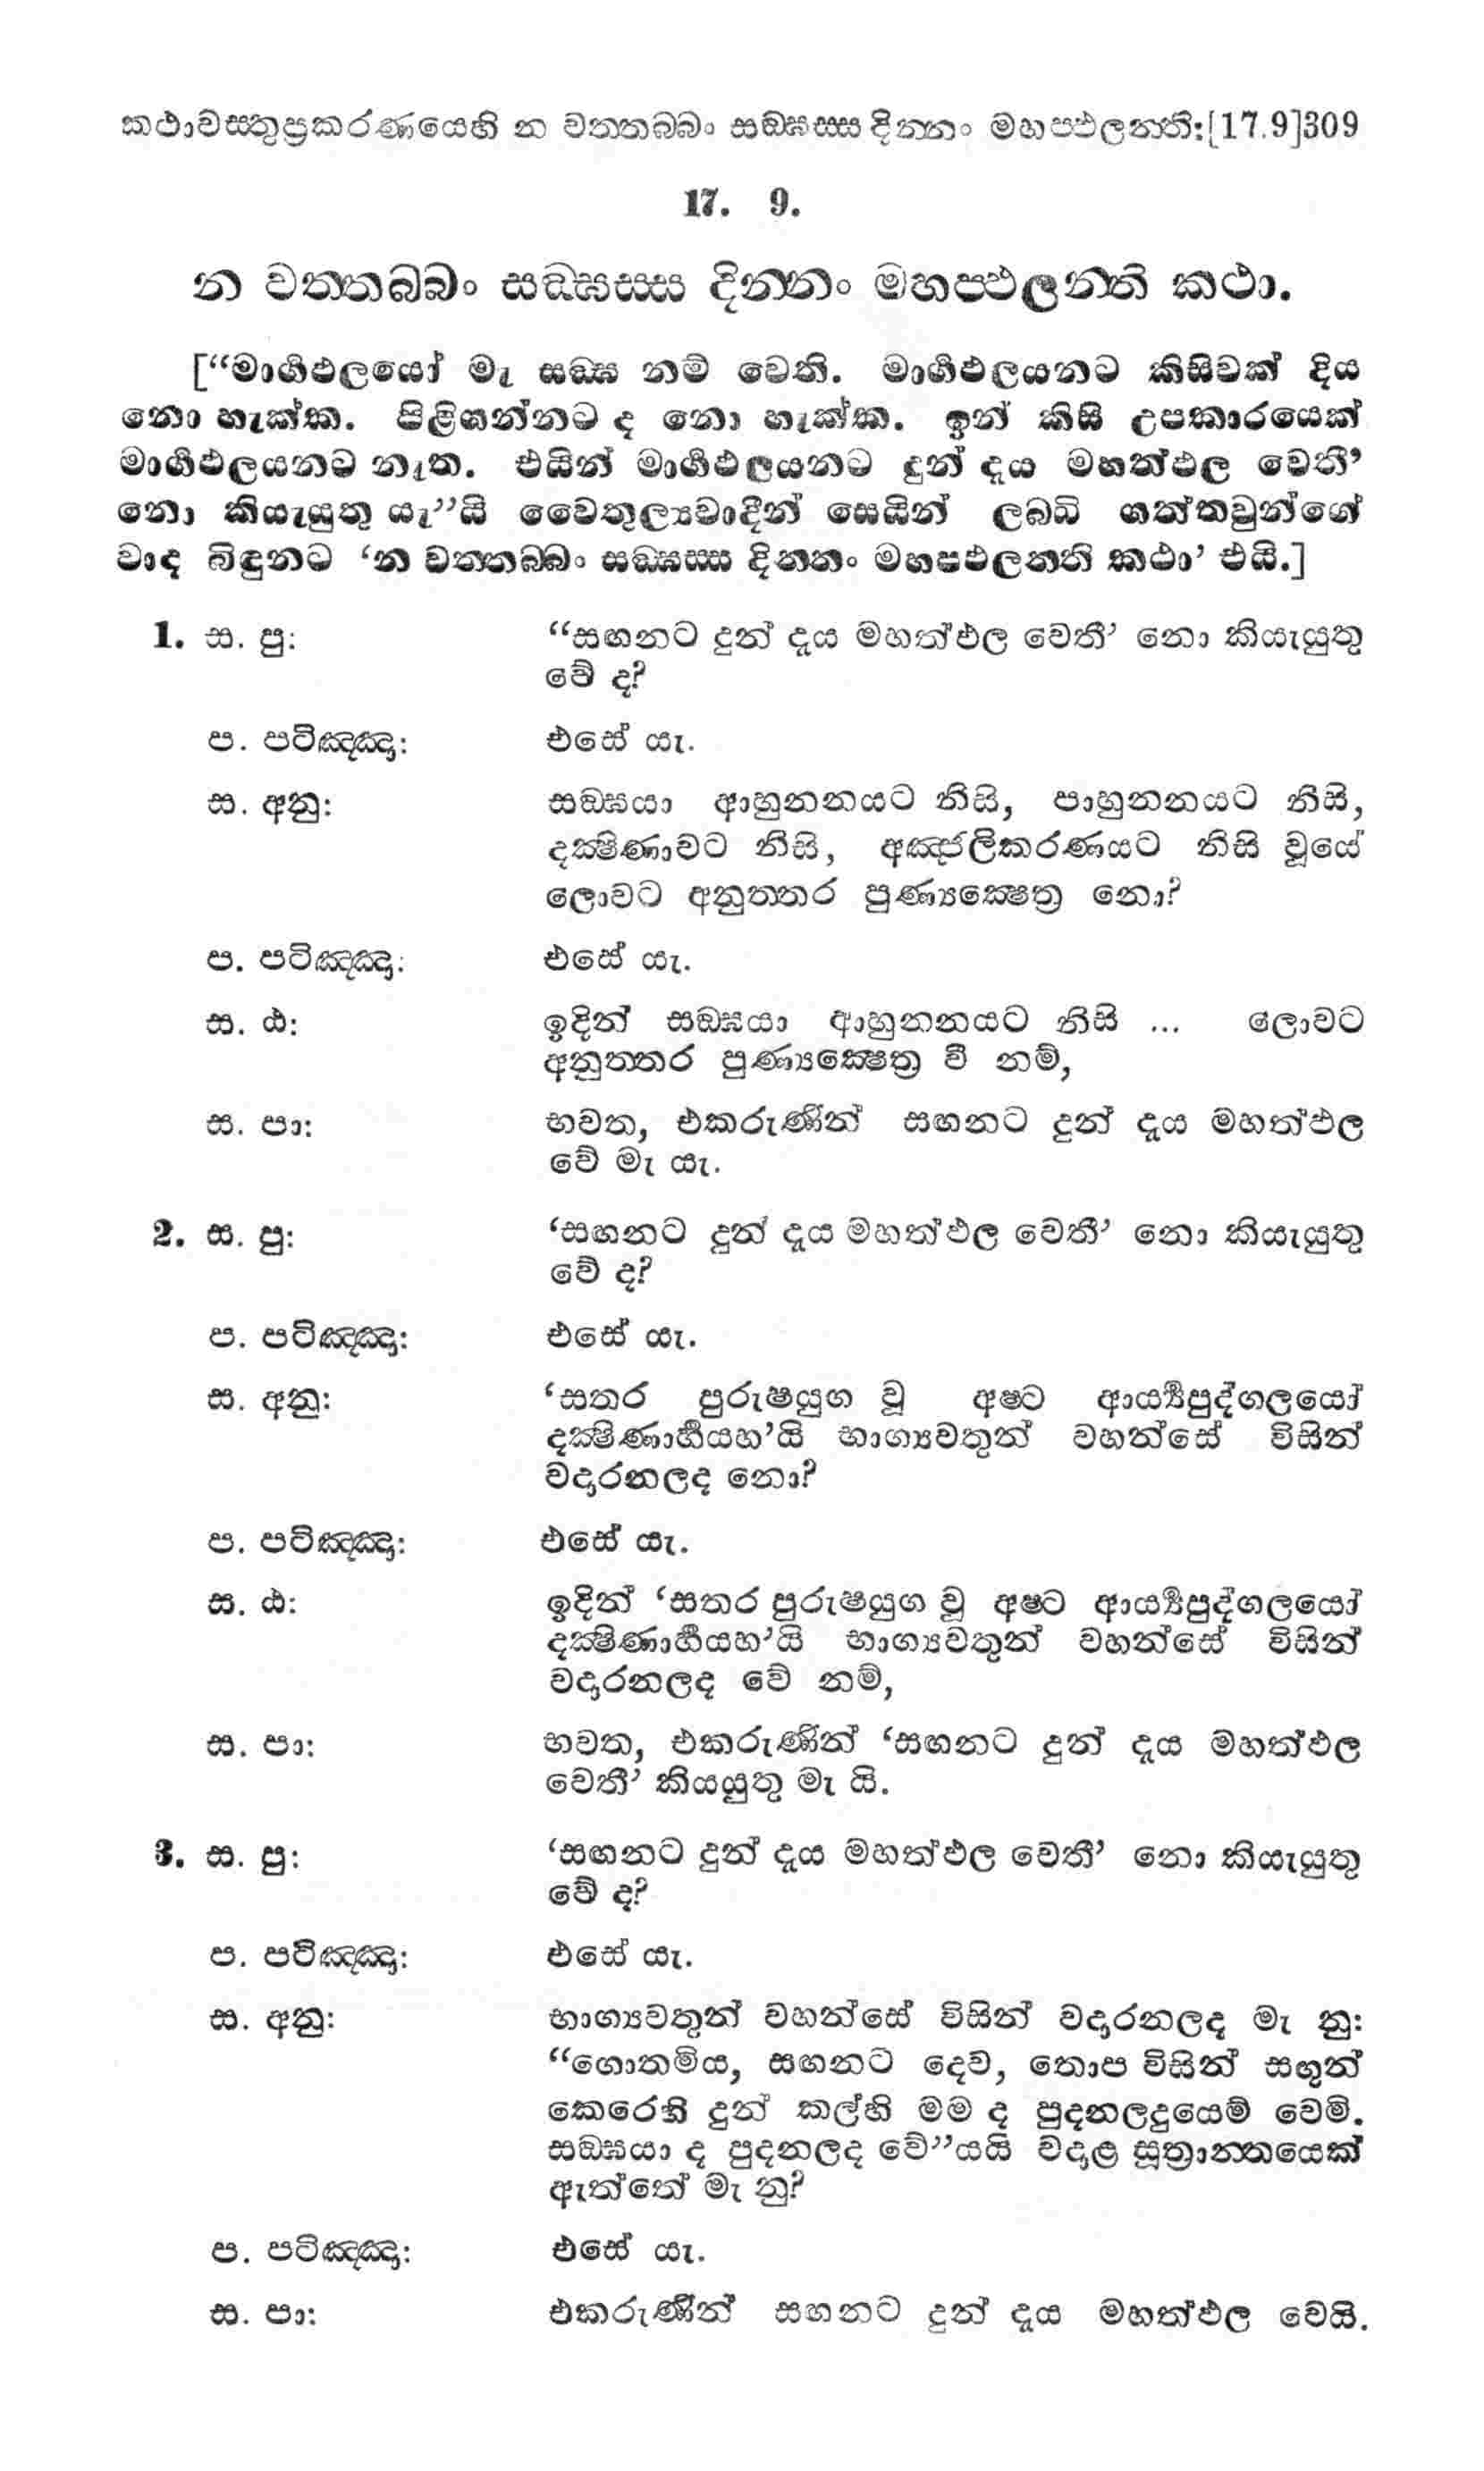 කථාවස්තුප්‍රකරණයෙහි න වත්තබ්බං සඞ්ඝස්ස දින්නං මහප්ඵලන්ති:[17.9]309
17. 9.
න වත්තබ්බං සඞ්ඝස්ස දින්නං මහප්ඵලන්ති කථා.
[“මාර්ගඵලයෝ මැ සඞ්ඝ නම් වෙති. මාර්ගඵලයනට කිසිවක් දිය
නො හැක්ක. පිළිඟන්නට ද නො හැක්ක. ඉන් කිසි උපකාරයෙක්
මාර්ගඵලයනට නැත. එයින් මාර්ගඵලයනට දුන් දෑය මහත්ඵල වෙතී’
නො කියැයුතු යැ”යි වෛතුල්‍යවාදීන් සෙයින් ලබධි ගත්තවුන්ගේ
වාද බිඳුනට ‘න වත්තබ්බං සඞ්ඝස්ස දින්නං මහප්ඵලන්ති කථා’ එයි.]
1. ස. පු: “සඟනට දුන් දෑය මහත්ඵල වෙතී’ නො කියැයුතු
වේ ද?
ප. පටිඤ්ඤා: එසේ යැ.
ස. අනු: සඞ්ඝයා ආහුනනයට නිසි, පාහුනනයට නිසි,
දක්‍ෂිණාවට නිසි, අඤ්ජලිකරණයට නිසි වූයේ
ලොවට අනුත්තර පුණ්‍යක්‍ෂෙත්‍ර නො?
ප. පටිඤ්ඤා: එසේ යැ.
ස. ඨ: ඉදින් සඞ්ඝයා ආහුනනයට නිසි ... ලොවට
අනුත්තර පුණ්‍යක්‍ෂෙත්‍ර වී නම්,
ස. පා: භවත, එකරුණින් සඟනට දුන් දෑය මහත්ඵල
වේ මැ යැ.
2. ස. පු: ‘සඟනට දුන් දෑය මහත්ඵල වෙතී’ නො කියැයුතු
වේ ද?
ප. පටිඤ්ඤා: එසේ යැ.
ස. අනු: ‘සතර පුරුෂයුග වූ අෂ්ට ආර්‍ය්‍යපුද්ගලයෝ
දක්‍ෂිණාර්හයහ’යි භාග්‍යවතුන් වහන්සේ විසින්
වදාරනලද නො?
ප. පටිඤ්ඤා: එසේ යැ.
ස. ඨ: ඉදින් ‘සතර පුරුෂයුග වූ අෂ්ට ආර්‍ය්‍යපුද්ගලයෝ
දක්‍ෂිණාර්හයහ’යි භාග්‍යවතුන් වහන්සේ විසින්
වදාරනලද වේ නම්,
ස. පා: භවත, එකරුණින් ‘සඟනට දුන් දෑය මහත්ඵල
වෙතී’ කියයුතු මැ යි.
3. ස. පු: ‘සඟනට දුන් දෑය මහත්ඵල වෙතී’ නො කියැයුතු
වේ ද?
ප. පටිඤ්ඤා: එසේ යැ.
ස. අනු: භාග්‍යවතුන් වහන්සේ විසින් වදාරනලද මැ නු:
“ගොතමිය, සඟනට දෙව, තොප විසින් සඟුන්
කෙරෙහි දුන් කල්හි මම ද පුදනලදුයෙම් වෙමි.
සඞ්ඝයා ද පුදනලද වේ”යයි වදාළ සූත්‍රාන්තයෙක්
ඇත්තේ මැ නු?
ප. පටිඤ්ඤා: එසේ යැ.
ස. පා: එකරුණින් සඟනට දුන් දෑය මහත්ඵල වෙයි.